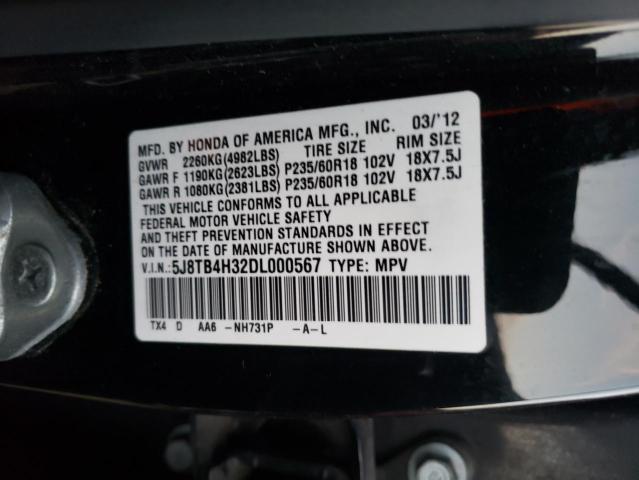 MFD. BY HONDA OF AMERICA MFG., INC. 03/'12
GVWR 2260KG(4982LBS) TIRE SIZE RIM SIZE
GAWR F 1190KG(2623LBS) P235/60R18 102V 18X7.5J
GAWR R 1080KG(2381LBS) P235/60R18 102V 18X7.5J
THIS VEHICLE CONFORMS TO ALL APPLICABLE
FEDERAL MOTOR VEHICLE SAFETY
AND THEFT PREVENTION STANDARDS IN EFFECT
ON THE DATE OF MANUFACTURE SHOWN ABOVE.
V.I.N.:5J8TB4H32DL000567 TYPE: MPV
TX4 D AA6 -NH731P -A-L